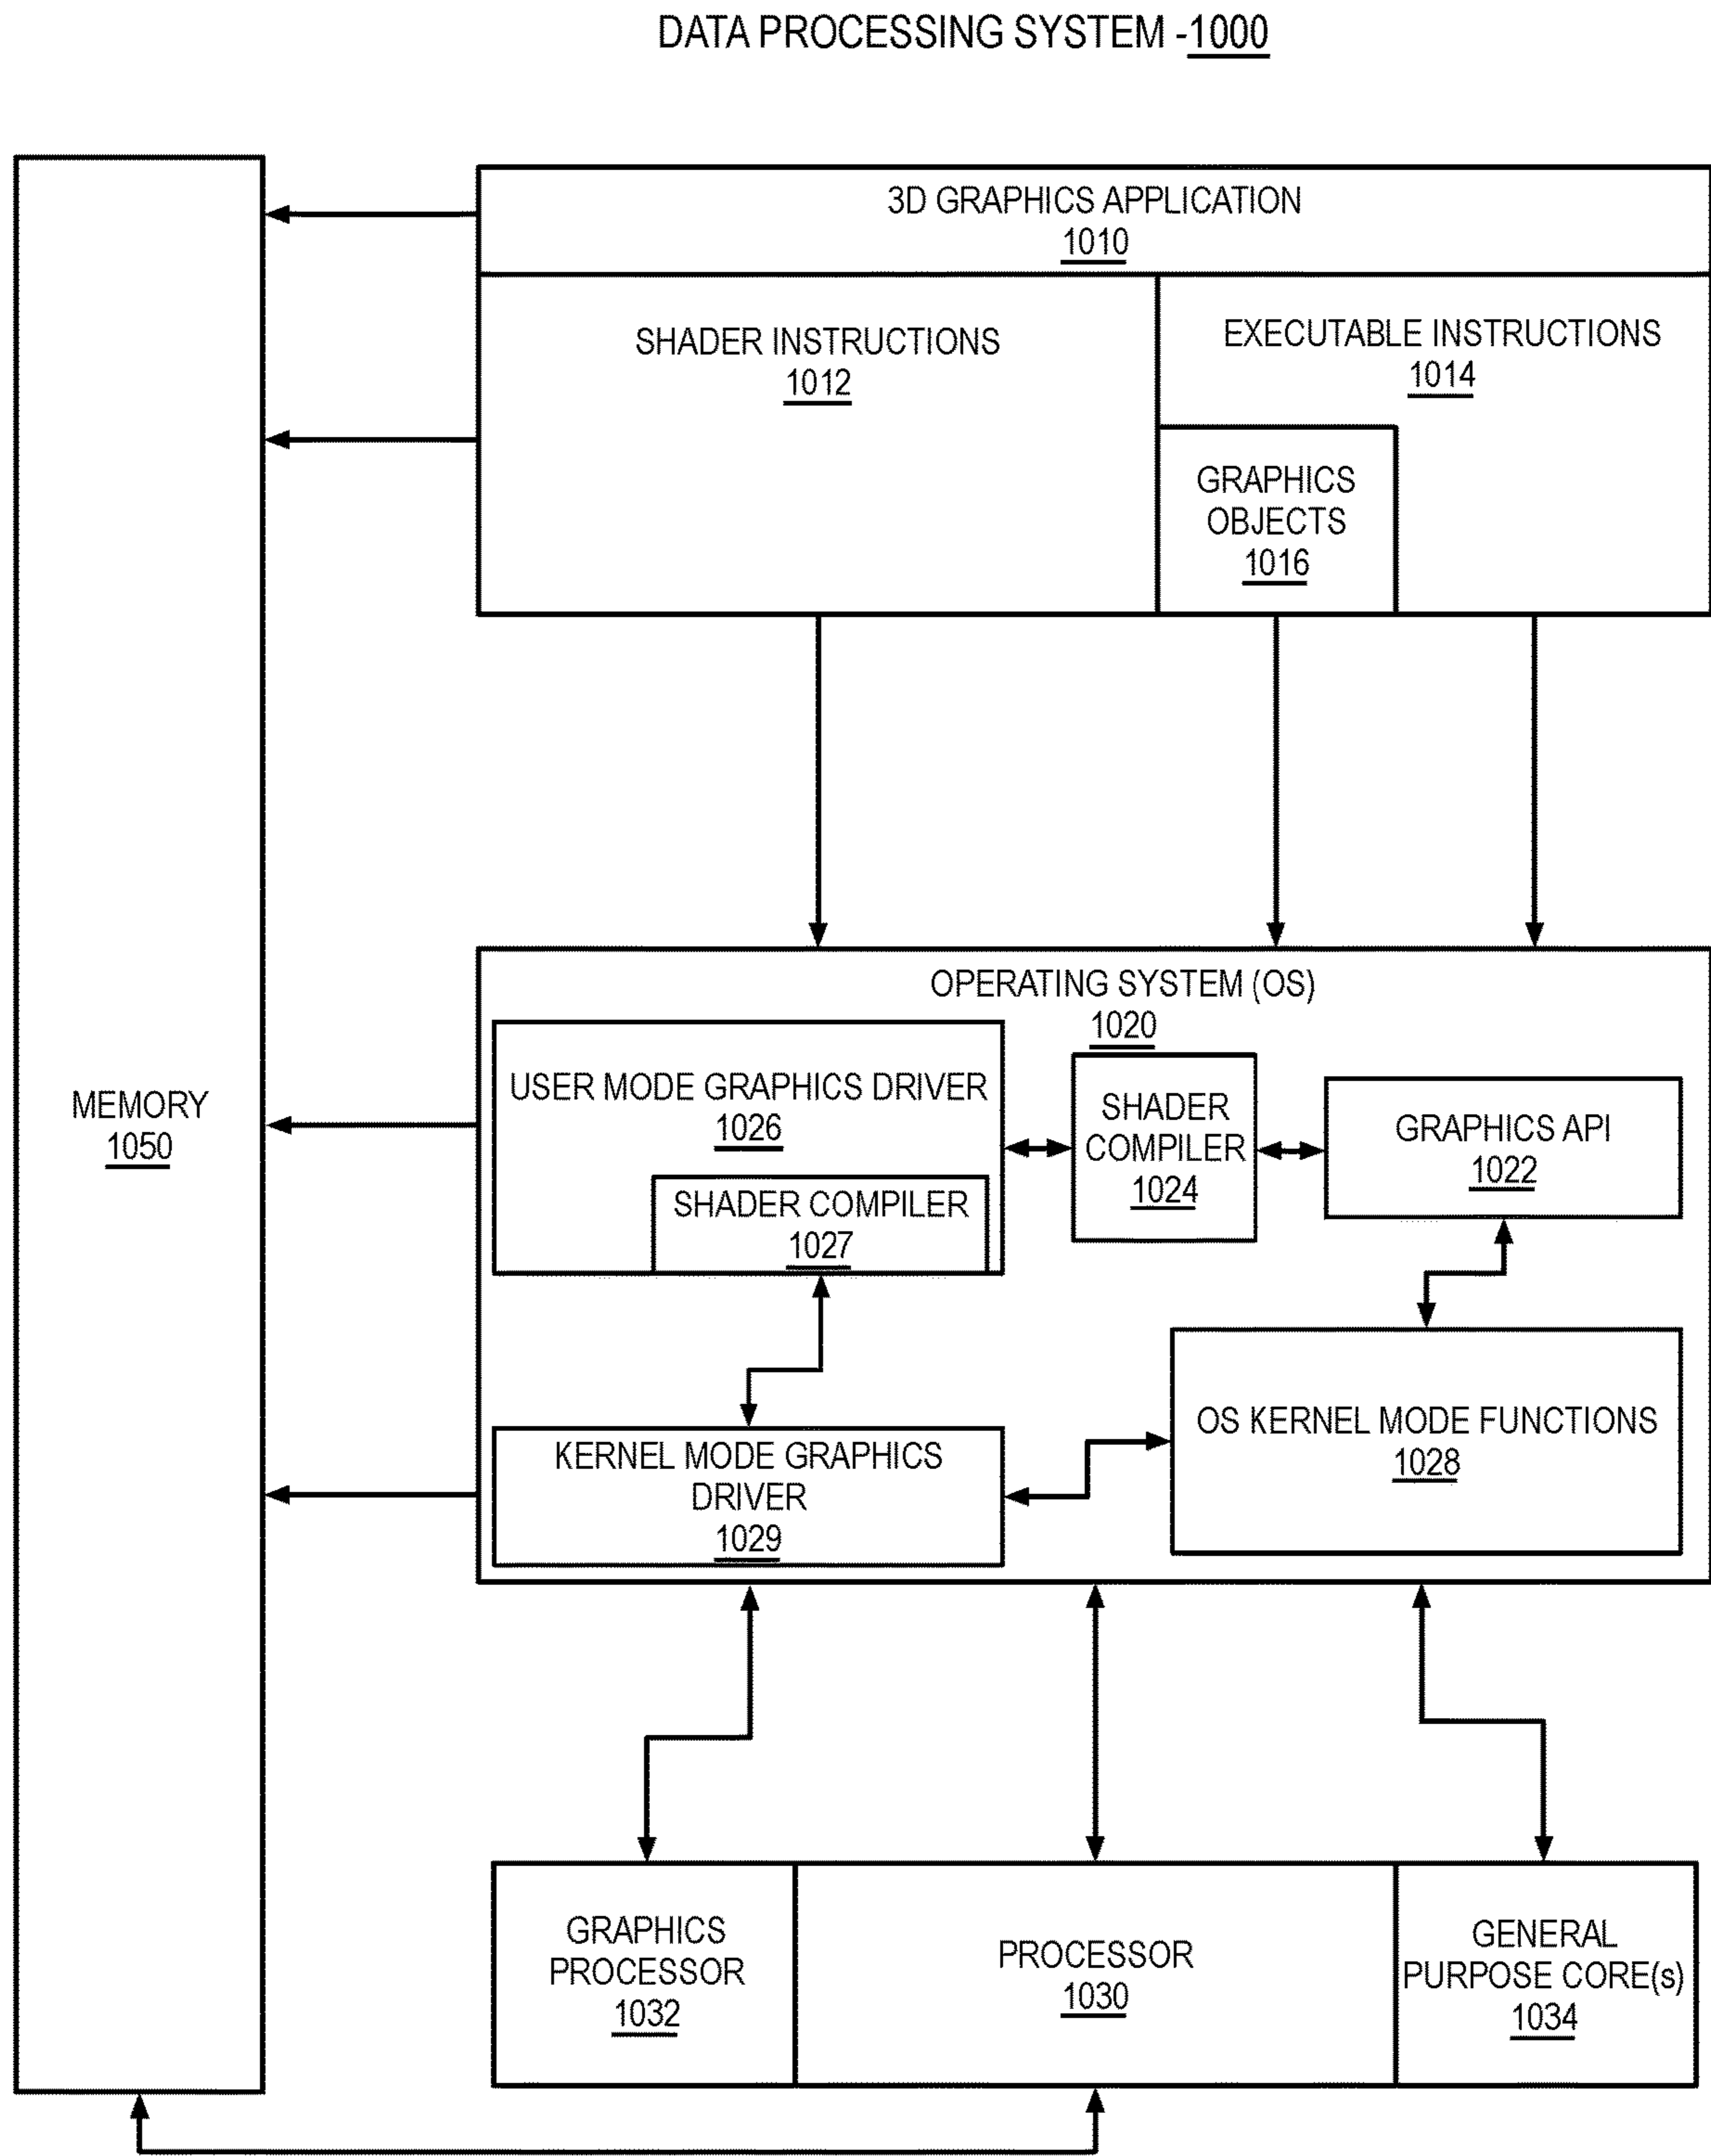 DATA PROCESSING SYSTEM -1000
3D GRAPHICS APPLICATION
1010
SHADER INSTRUCTIONS
1012
EXECUTABLE INSTRUCTIONS
1014
GRAPHICS
OBJECTS
1016
MEMORY
1050
OPERATING SYSTEM (OS)
1020
USER MODE GRAPHICS DRIVER
1026
SHADER COMPILER
1027
SHADER
COMPILER
1024
GRAPHICS API
1022
KERNEL MODE GRAPHICS
DRIVER
1029
OS KERNEL MODE FUNCTIONS
1028
GRAPHICS
PROCESSOR
1032
PROCESSOR
1030
GENERAL
PURPOSE CORE(s)
1034